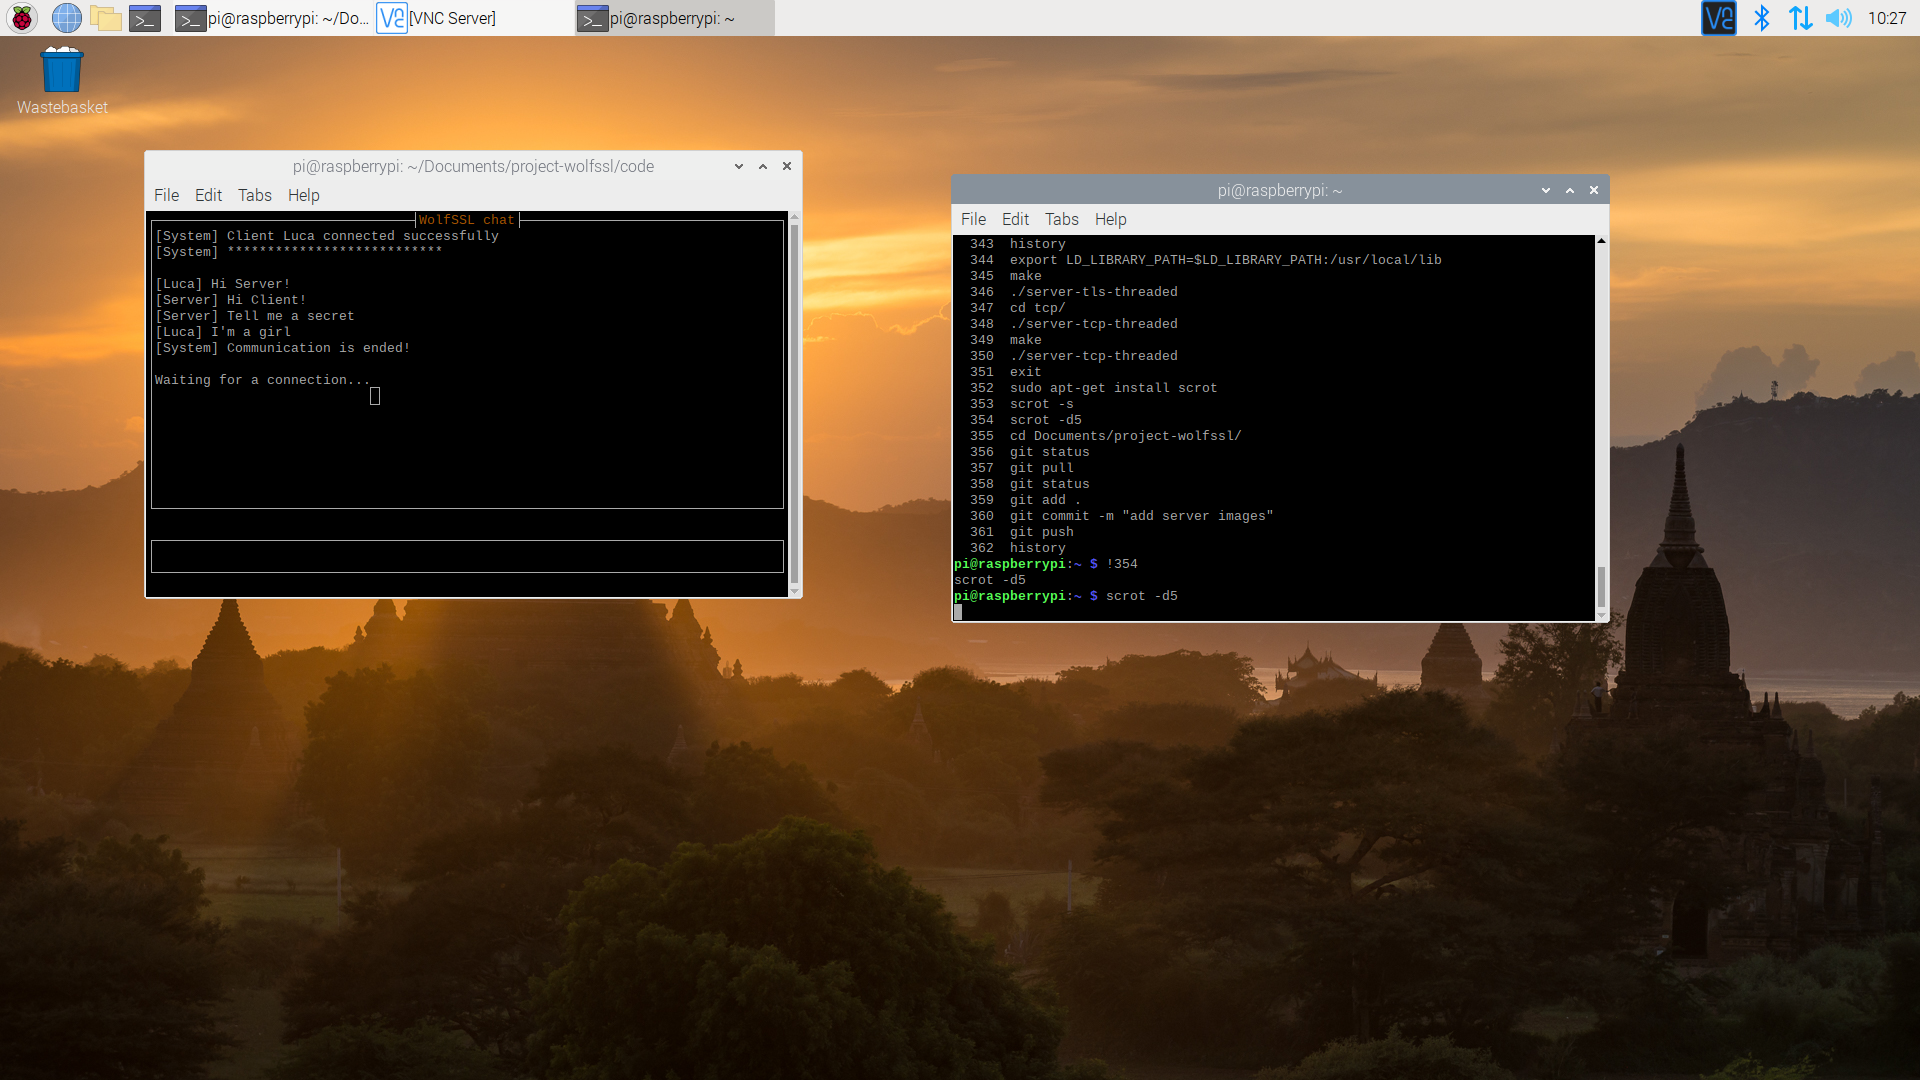 pi@raspberrypi: ~/Do...
[VNC Server]
pi@raspberrypi: ~
10:27
Wastebasket
pi@raspberrypi: ~/Documents/project-wolfssl/code
File Edit Tabs Help
WolfSSL chat
[System] Client Luca connected successfully
[System] ***************************
[Luca] Hi Server!
[Server] Hi Client!
[Server] Tell me a secret
[Luca] I'm a girl
[System] Communication is ended!
Waiting for a connection...
pi@raspberrypi: ~
File Edit Tabs Help
343 history
344 export LD_LIBRARY_PATH=$LD_LIBRARY_PATH:/usr/local/lib
345 make
346 ./server-tls-threaded
347 cd tcp/
348 ./server-tcp-threaded
349 make
350 ./server-tcp-threaded
351 exit
352 sudo apt-get install scrot
353 scrot -s
354 scrot -d5
355 cd Documents/project-wolfssl/
356 git status
357 git pull
358 git status
359 git add .
360 git commit -m "add server images"
361 git push
362 history
pi@raspberrypi:~ $ !354
scrot -d5
pi@raspberrypi:~ $ scrot -d5